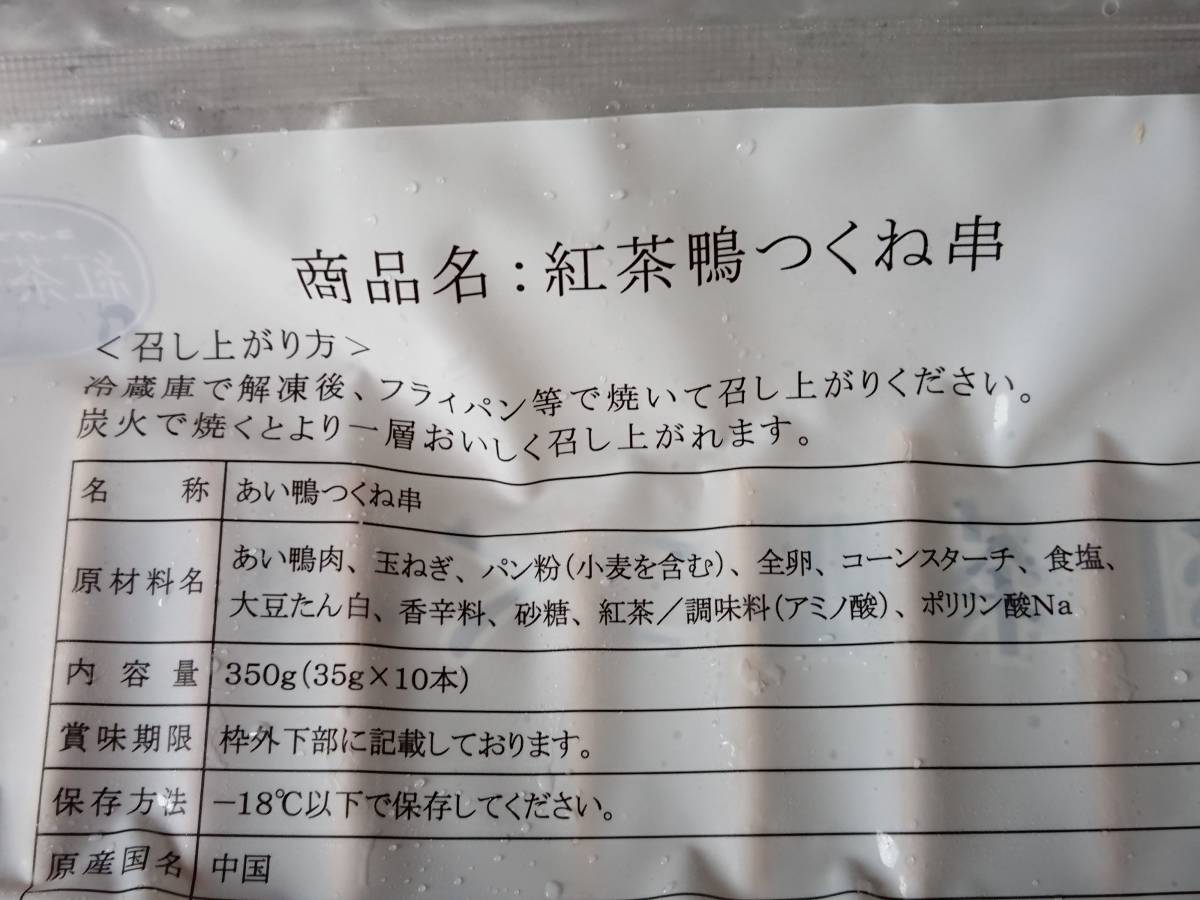 商品名：紅茶鴨つくね串
紅茶
＜召し上がり方＞
冷蔵庫で解凍後、フライパン等で焼いて召し上がりください。
炭火で焼くとより一層おいしく召し上がれます。
名称 あい鴨つくね串
原材料名 あい鴨肉、玉ねぎ、パン粉（小麦を含む）、全卵、コーンスターチ、食塩、
大豆たん白、香辛料、砂糖、紅茶／調味料（アミノ酸）、ポリリン酸Na
内容量 350g(35g×10本)
賞味期限 枠外下部に記載しております。
保存方法 −18℃以下で保存してください。
原産国名 中国